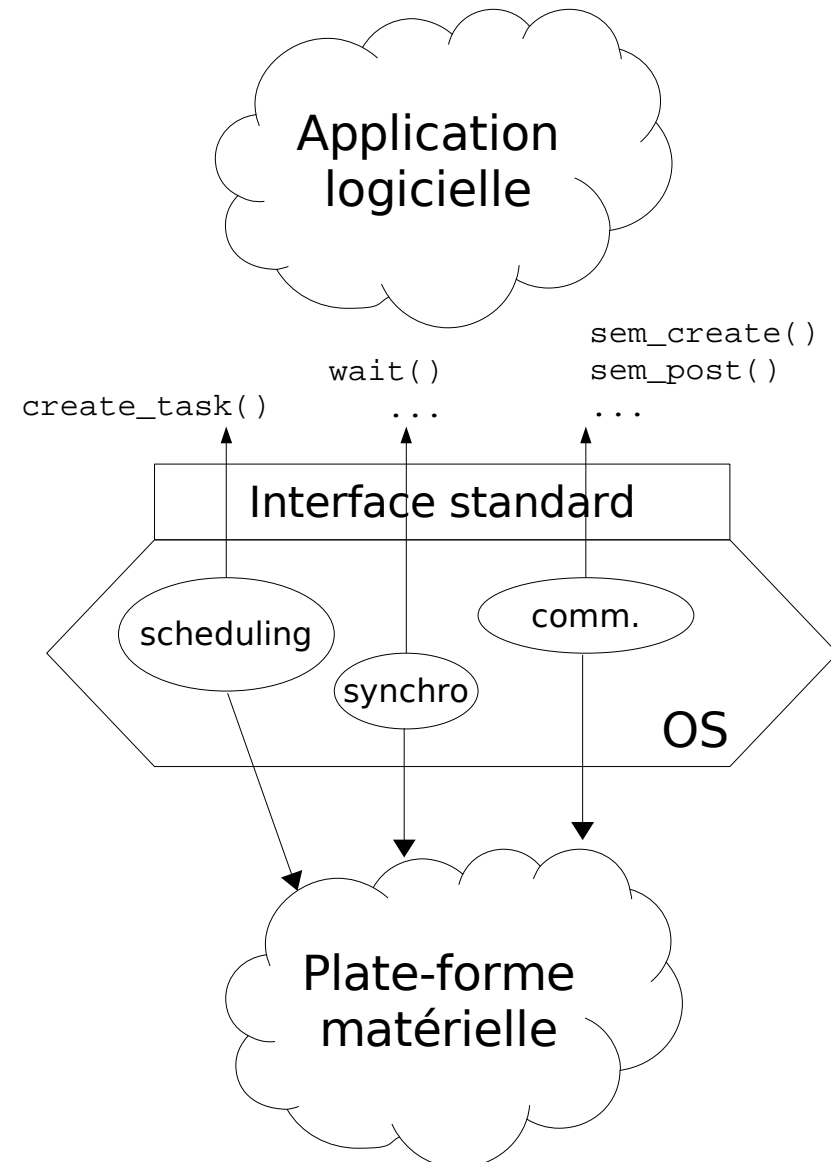 Application
logicielle
sem_create()
wait()
sem_post()
create_task()
...
...
Interface standard
scheduling
comm.
synchro
OS
Plate-forme
matérielle